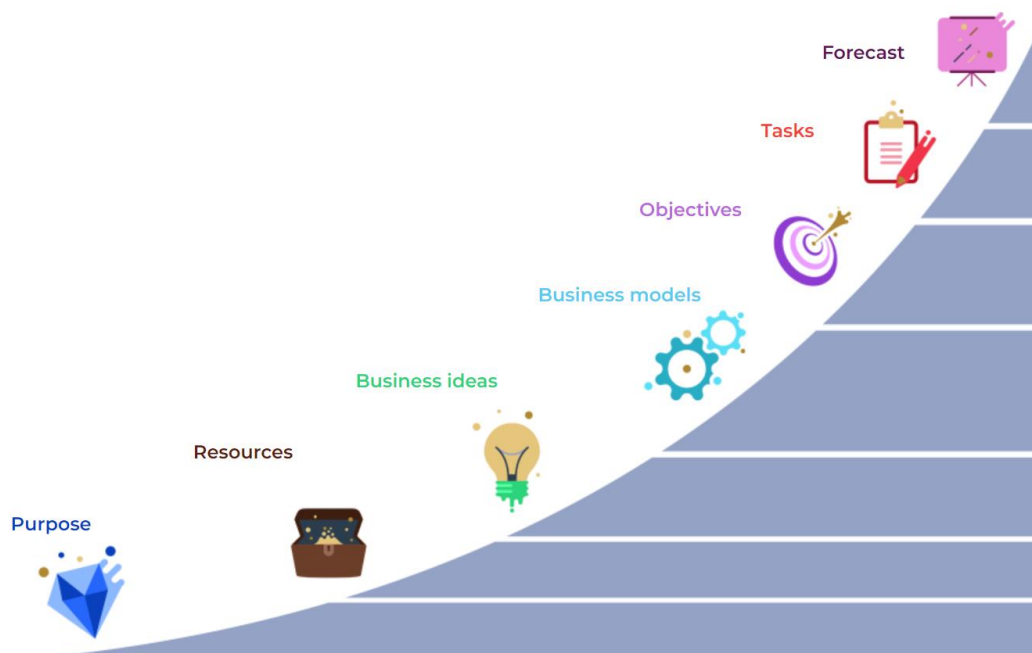 Forecast
Tasks
Objectives
Business models
Business ideas
Resources
Purpose